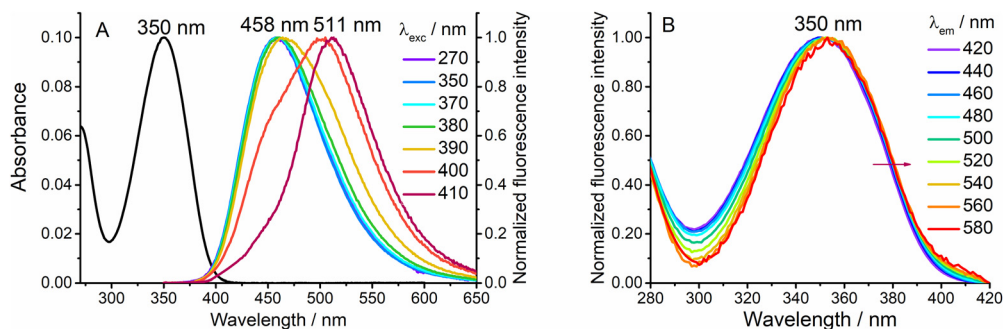 A
350 nm
458 nm 511 nm
λexc / nm
270
350
370
380
390
400
410
Absorbance
0.10
0.08
0.06
0.04
0.02
0.00
Normalized fluorescence intensity
1.0
0.8
0.6
0.4
0.2
0.0
300 350 400 450 500 550 600 650
Wavelength / nm
B
350 nm
λem / nm
420
440
460
480
500
520
540
560
580
Normalized fluorescence intensity
1.00
0.80
0.60
0.40
0.20
0.00
280 300 320 340 360 380 400 420
Wavelength / nm